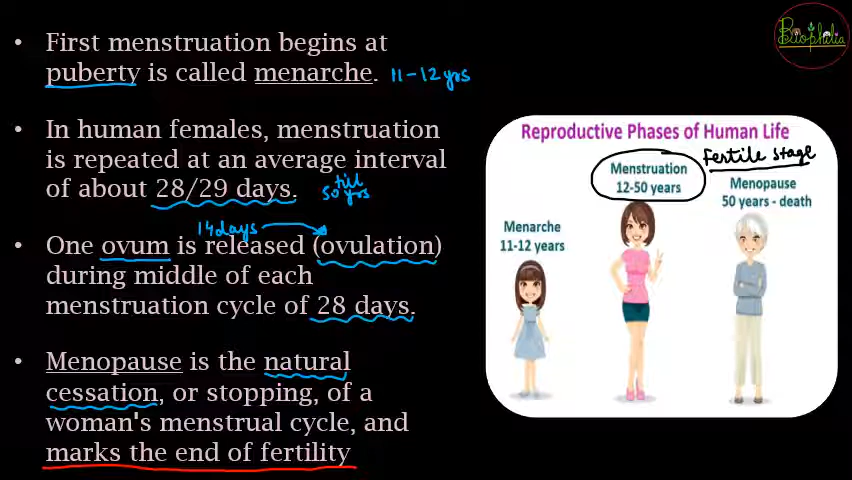 Biophilia
• First menstruation begins at
puberty is called menarche. 11-12 yrs
• In human females, menstruation
is repeated at an average interval
of about 28/29 days. till
50 yrs
14 days
• One ovum is released (ovulation)
during middle of each
menstruation cycle of 28 days.
• Menopause is the natural
cessation, or stopping, of a
woman's menstrual cycle, and
marks the end of fertility
Reproductive Phases of Human Life
Fertile stage
Menstruation
12-50 years
Menopause
50 years - death
Menarche
11-12 years